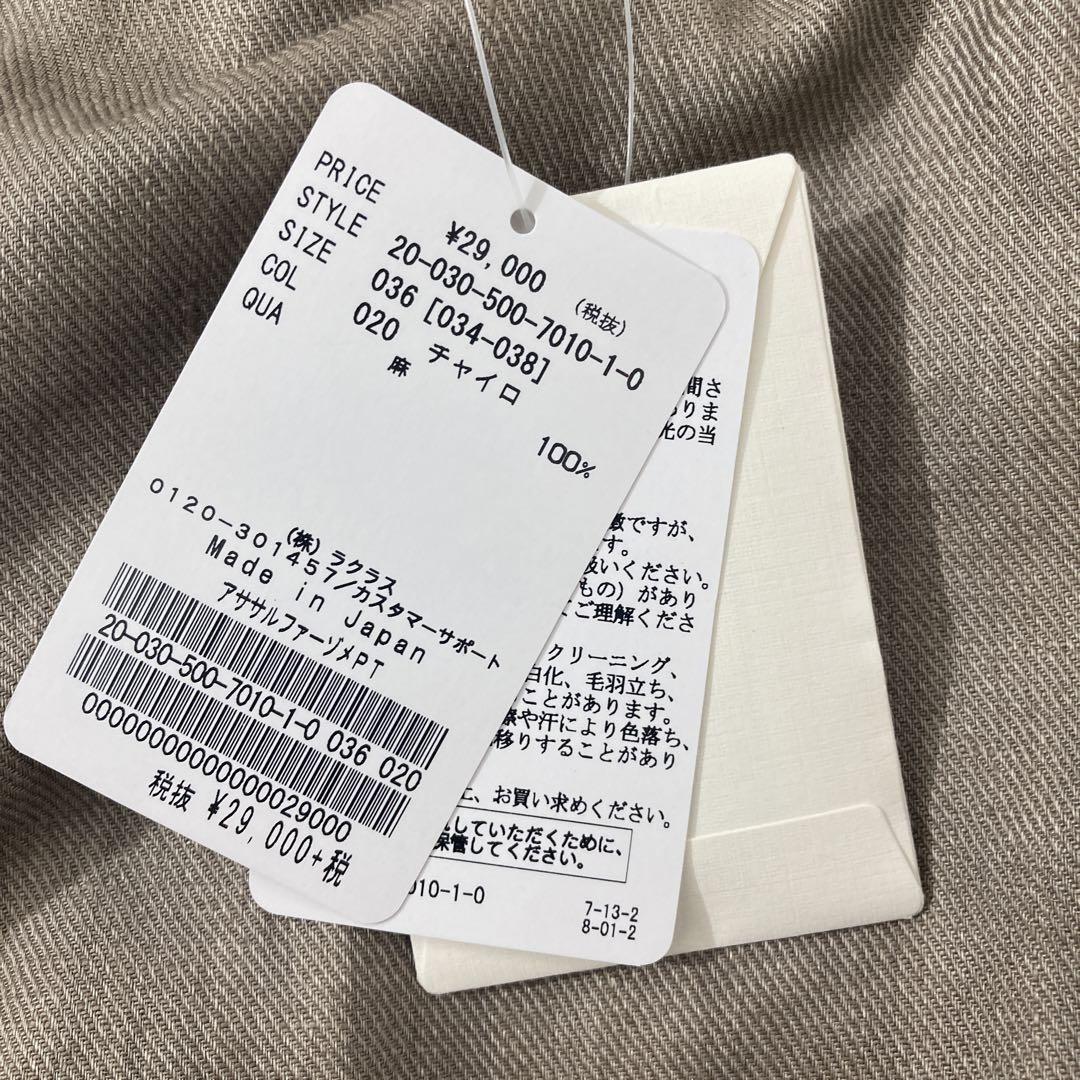 PRICE ¥29,000 (税抜)
STYLE 20-030-500-7010-1-0
SIZE 036 [034-038]
COL 020 チャイロ
QUA 麻 100%
(株)ラクラス
0120-301457/カスタマーサポート
Made in Japan
アササルファーゾメPT
20-030-500-7010-1-0 036 020
税抜 ¥29,000+税
間さ
ありま
光の当
敏ですが、
す。
扱いください。
もの)があり
ご理解くださ
クリーニング、
白化、毛羽立ち、
ことがあります。
や汗により色落ち、
移りすることがあり
、お買い求めください。
していただくために、
保管してください。
010-1-0
7-13-2
8-01-2